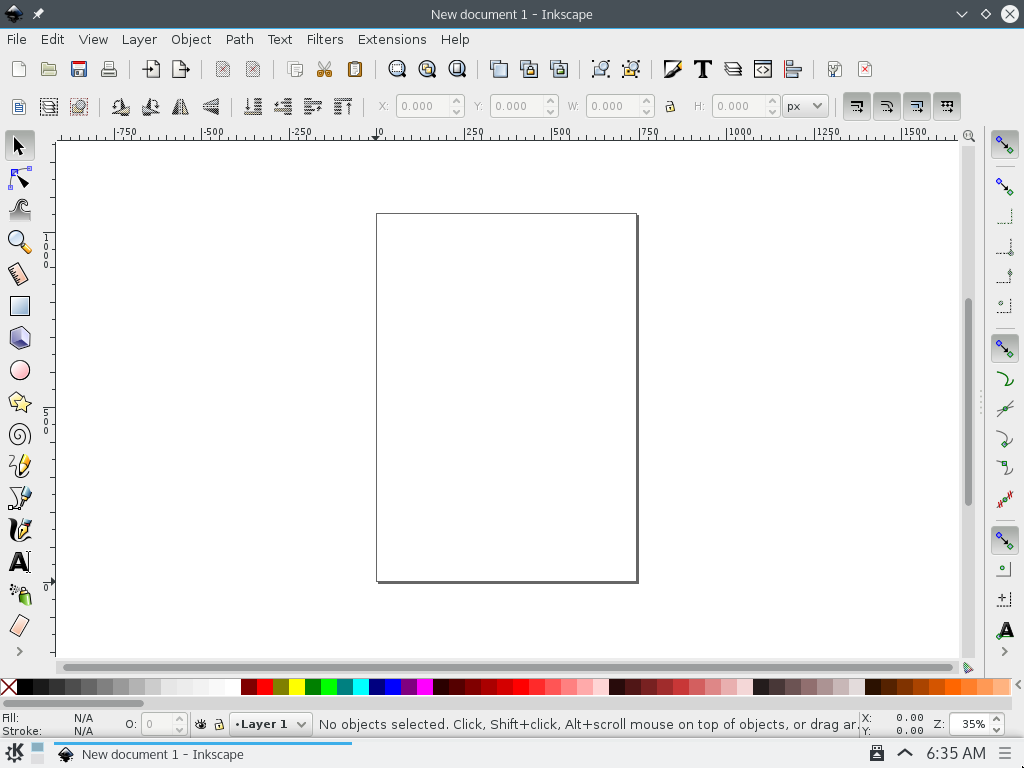 New document 1 - Inkscape
File Edit View Layer Object Path Text Filters Extensions Help
X: 0.000 Y: 0.000 W: 0.000 H: 0.000 px
-750 -500 -250 0 250 500 750 1000 1250 1500
1000
500
0
Fill: N/A
Stroke: N/A
O: 0
•Layer 1
No objects selected. Click, Shift+click, Alt+scroll mouse on top of objects, or drag ar
X: 0.00
Y: 0.00
Z: 35%
New document 1 - Inkscape
6:35 AM